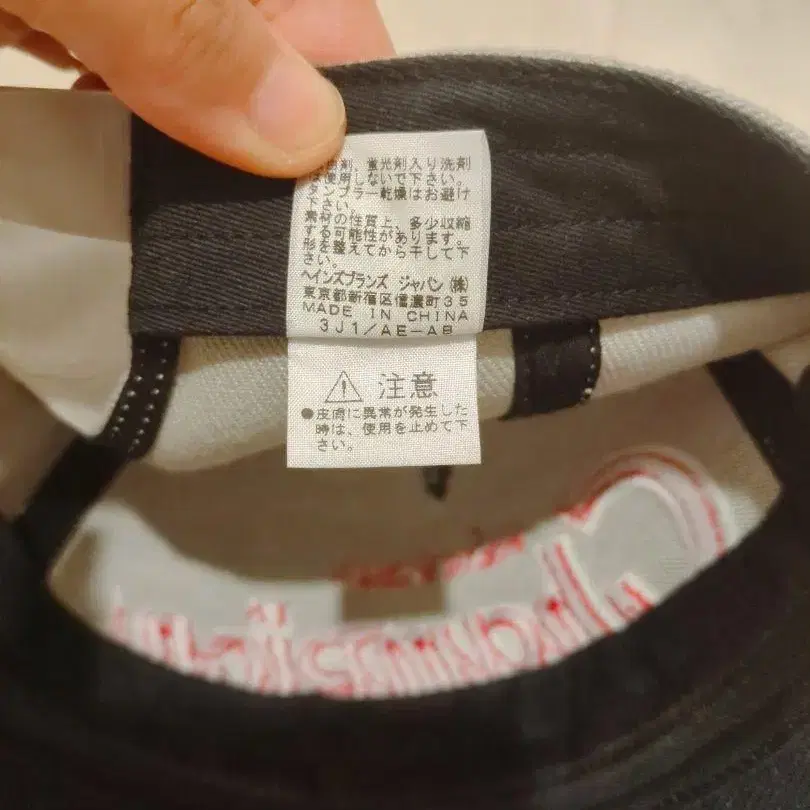 白剤、蛍光剤入り洗剤
は使用しないで下さい。
タンブラー乾燥はお避け
下さい。
素材の性質上、多少収縮
する可能性があります。
形を整えてから干して下
さい。
ヘインズブランズ ジャパン㈱
東京都新宿区信濃町35
MADE IN CHINA
3J1/AE-AB
注意
●皮膚に異常が発生した
時は、使用を止めて下
さい。